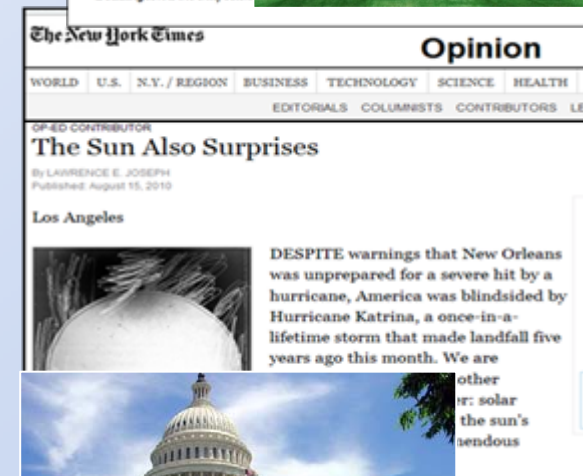 The New York Times
Opinion
WORLD U.S. N.Y. / REGION BUSINESS TECHNOLOGY SCIENCE HEALTH
EDITORIALS COLUMNISTS CONTRIBUTORS
OP-ED CONTRIBUTOR
The Sun Also Surprises
By LAWRENCE E. JOSEPH
Published: August 15, 2010
Los Angeles
DESPITE warnings that New Orleans
was unprepared for a severe hit by a
hurricane, America was blindsided by
Hurricane Katrina, a once-in-a-
lifetime storm that made landfall five
years ago this month. We are
other
r: solar
the sun's
endous